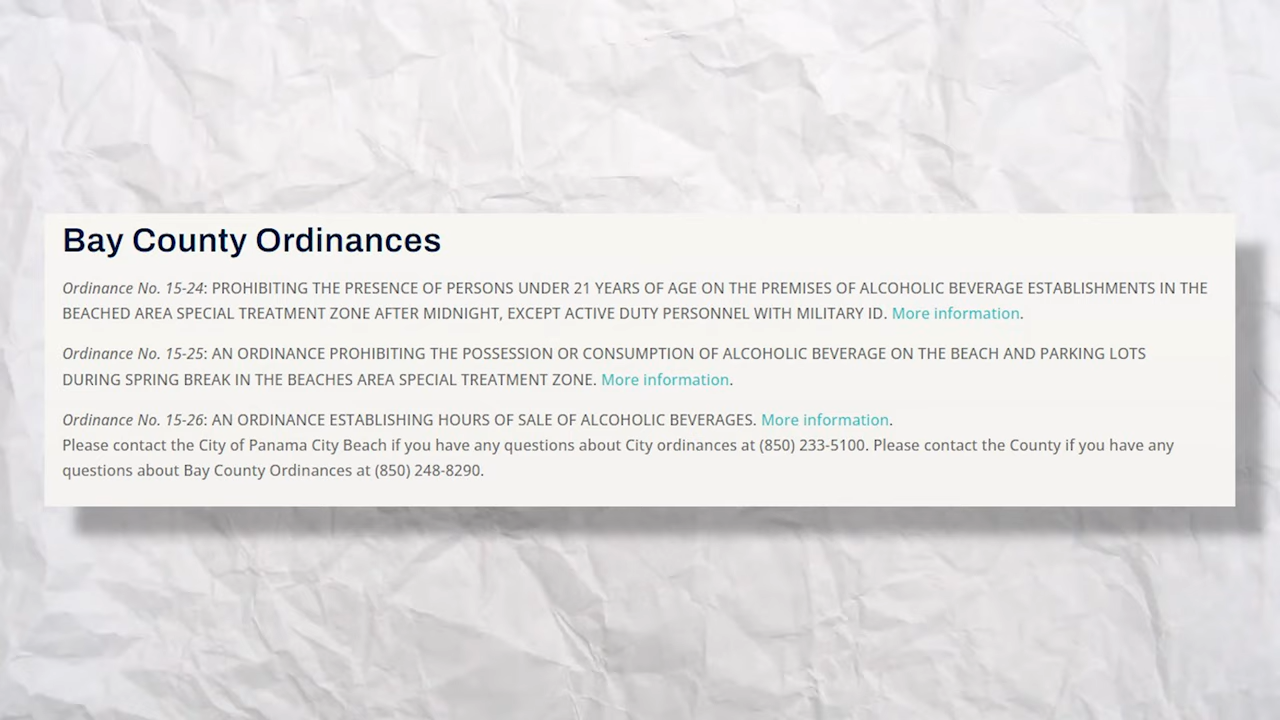 Bay County Ordinances
Ordinance No. 15-24: PROHIBITING THE PRESENCE OF PERSONS UNDER 21 YEARS OF AGE ON THE PREMISES OF ALCOHOLIC BEVERAGE ESTABLISHMENTS IN THE
BEACHED AREA SPECIAL TREATMENT ZONE AFTER MIDNIGHT, EXCEPT ACTIVE DUTY PERSONNEL WITH MILITARY ID. More information.
Ordinance No. 15-25: AN ORDINANCE PROHIBITING THE POSSESSION OR CONSUMPTION OF ALCOHOLIC BEVERAGE ON THE BEACH AND PARKING LOTS
DURING SPRING BREAK IN THE BEACHES AREA SPECIAL TREATMENT ZONE. More information.
Ordinance No. 15-26: AN ORDINANCE ESTABLISHING HOURS OF SALE OF ALCOHOLIC BEVERAGES. More information.
Please contact the City of Panama City Beach if you have any questions about City ordinances at (850) 233-5100. Please contact the County if you have any
questions about Bay County Ordinances at (850) 248-8290.